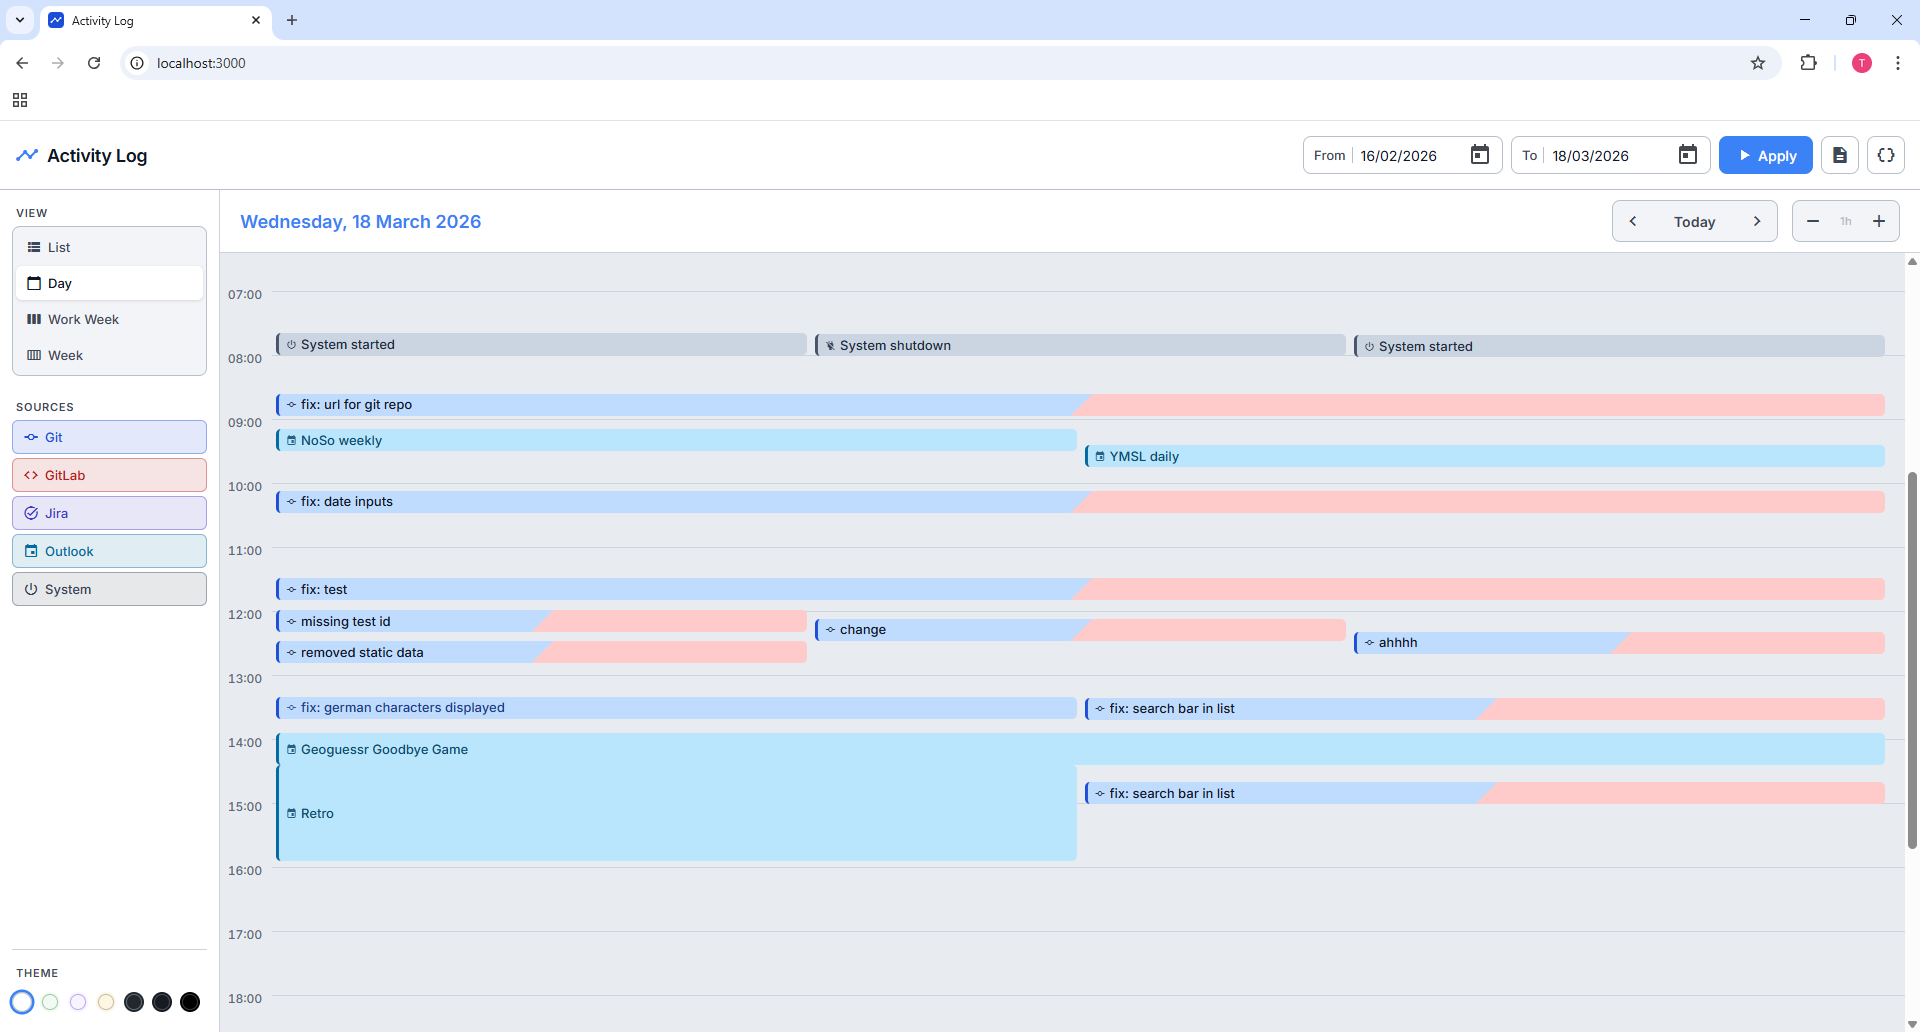 Activity Log
localhost:3000
T
Activity Log
From 16/02/2026
To 18/03/2026
Apply
VIEW
List
Day
Work Week
Week
SOURCES
Git
GitLab
Jira
Outlook
System
THEME
Wednesday, 18 March 2026
Today
1h
07:00
System started
System shutdown
System started
08:00
fix: url for git repo
09:00
NoSo weekly
YMSL daily
10:00
fix: date inputs
11:00
fix: test
12:00
missing test id
change
ahhhh
removed static data
13:00
fix: german characters displayed
fix: search bar in list
14:00
Geoguessr Goodbye Game
fix: search bar in list
15:00
Retro
16:00
17:00
18:00